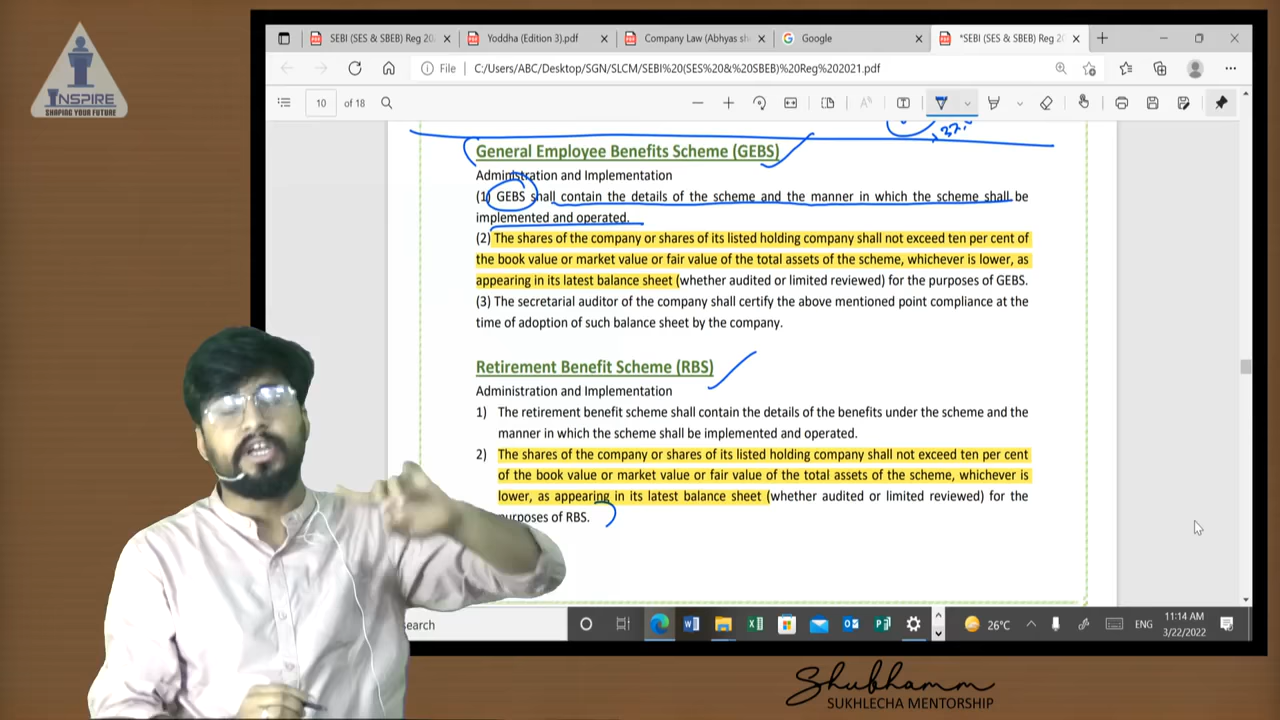 INSPIRE
SHAPING YOUR FUTURE
SEBI (SES & SBEB) Reg 20
Yoddha (Edition 3).pdf
Company Law (Abhyas sh
Google
*SEBI (SES & SBEB) Reg 2
File
C:/Users/ABC/Desktop/SGN/SLCM/SEBI%20(SES%20&%20SBEB)%20Reg%202021.pdf
10 of 18
General Employee Benefits Scheme (GEBS)
Administration and Implementation
(1) GEBS shall contain the details of the scheme and the manner in which the scheme shall be
implemented and operated.
(2) The shares of the company or shares of its listed holding company shall not exceed ten per cent of
the book value or market value or fair value of the total assets of the scheme, whichever is lower, as
appearing in its latest balance sheet (whether audited or limited reviewed) for the purposes of GEBS.
(3) The secretarial auditor of the company shall certify the above mentioned point compliance at the
time of adoption of such balance sheet by the company.
Retirement Benefit Scheme (RBS)
Administration and Implementation
1) The retirement benefit scheme shall contain the details of the benefits under the scheme and the
manner in which the scheme shall be implemented and operated.
2) The shares of the company or shares of its listed holding company shall not exceed ten per cent
of the book value or market value or fair value of the total assets of the scheme, whichever is
lower, as appearing in its latest balance sheet (whether audited or limited reviewed) for the
purposes of RBS.
earch
26°C
ENG
11:14 AM
3/22/2022
Shubhamm
SUKHLECHA MENTORSHIP